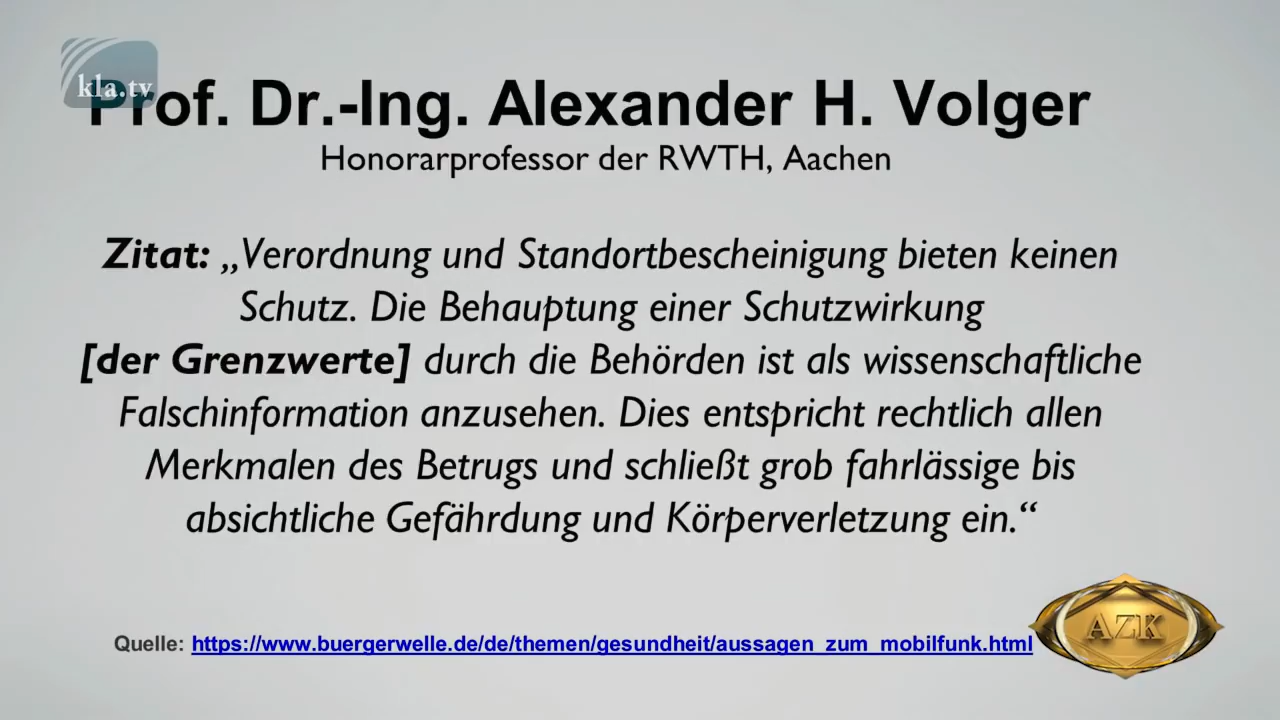 kla.tv
Prof. Dr.-Ing. Alexander H. Volger
Honorarprofessor der RWTH, Aachen
Zitat: „Verordnung und Standortbescheinigung bieten keinen
Schutz. Die Behauptung einer Schutzwirkung
[der Grenzwerte] durch die Behörden ist als wissenschaftliche
Falschinformation anzusehen. Dies entspricht rechtlich allen
Merkmalen des Betrugs und schließt grob fahrlässige bis
absichtliche Gefährdung und Körperverletzung ein.“
Quelle: https://www.buergerwelle.de/de/themen/gesundheit/aussagen_zum_mobilfunk.html
AZK